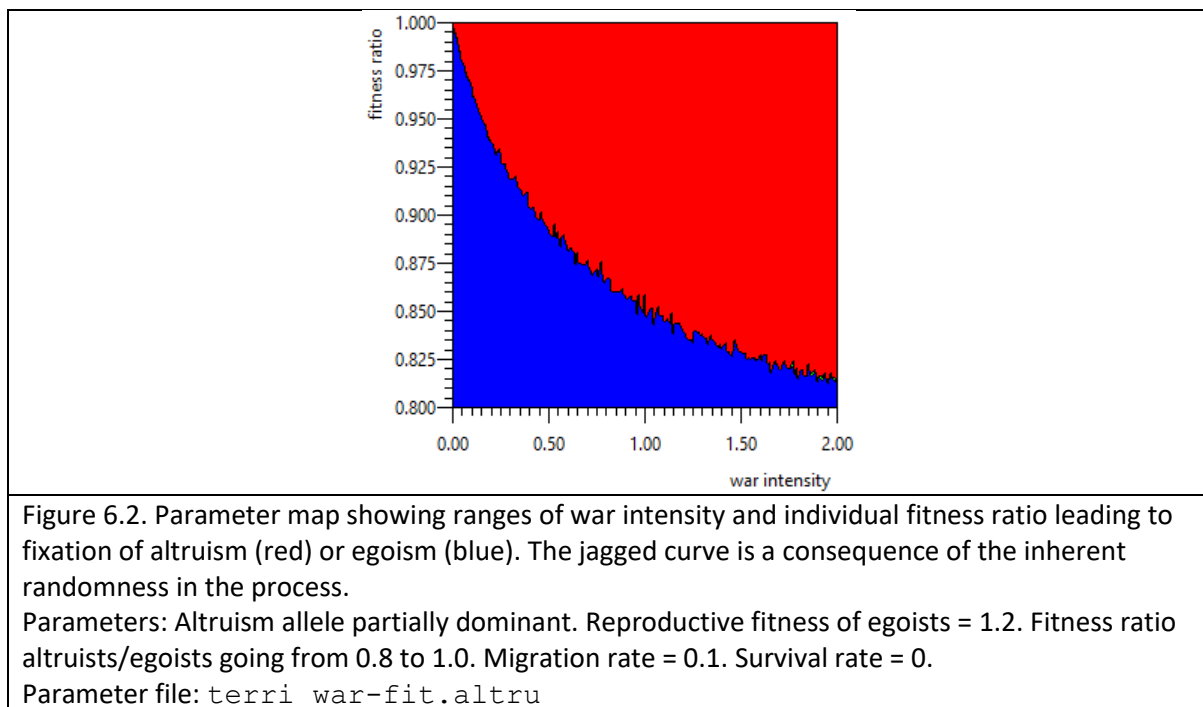 1.000
0.975
0.950
0.925
0.900
0.875
0.850
0.825
0.800
fitness ratio
0.00 0.50 1.00 1.50 2.00
war intensity
Figure 6.2. Parameter map showing ranges of war intensity and individual fitness ratio leading to
fixation of altruism (red) or egoism (blue). The jagged curve is a consequence of the inherent
randomness in the process.
Parameters: Altruism allele partially dominant. Reproductive fitness of egoists = 1.2. Fitness ratio
altruists/egoists going from 0.8 to 1.0. Migration rate = 0.1. Survival rate = 0.
Parameter file: terri war-fit.altru